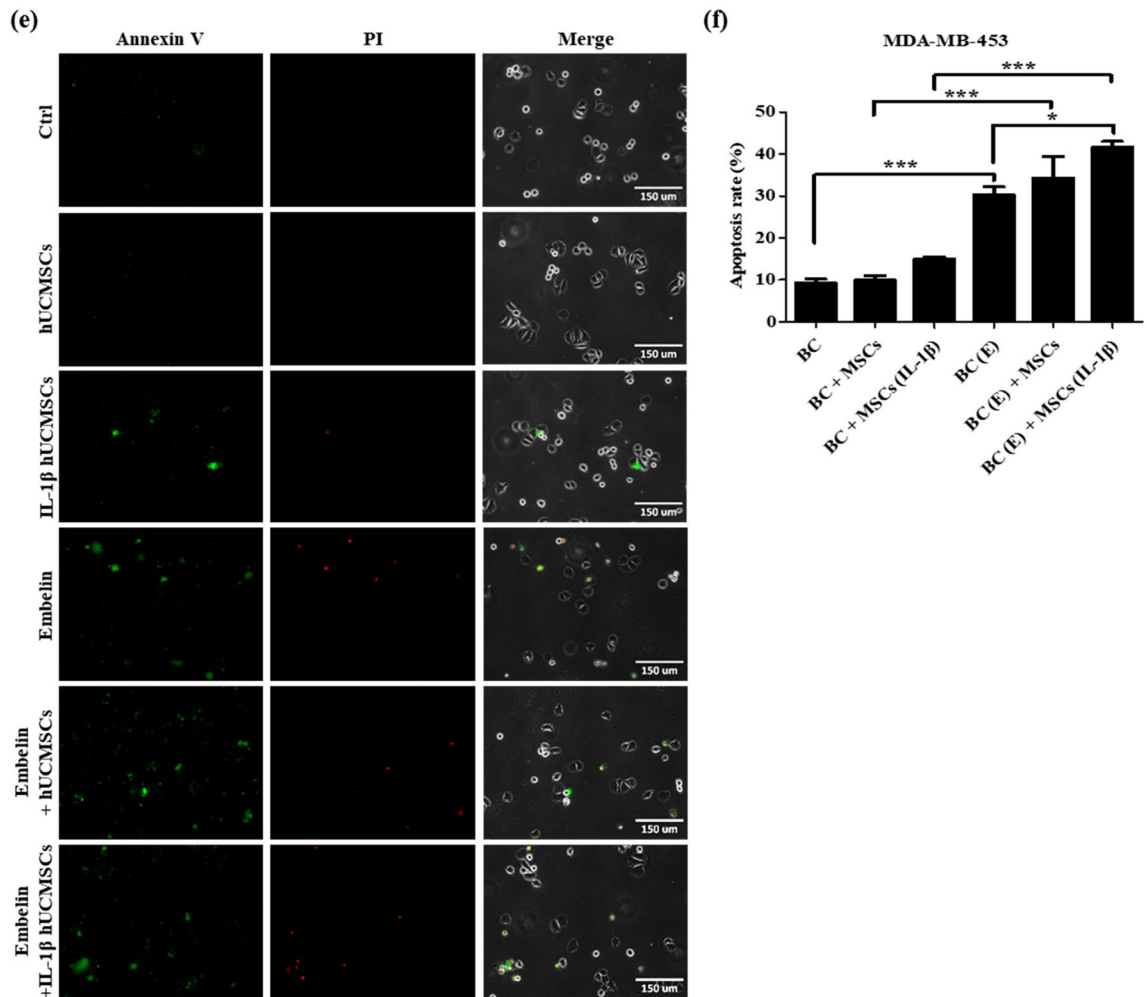 (e)
Annexin V PI Merge
Ctrl
150 um
hUCMSCs
150 um
IL-1β hUCMSCs
150 um
Embelin
150 um
Embelin
+ hUCMSCs
150 um
Embelin
+IL-1β hUCMSCs
150 um
(f)
MDA-MB-453
***
***
*
***
Apoptosis rate (%)
50
40
30
20
10
0
BC
BC + MSCs
BC + MSCs (IL-1β)
BC (E)
BC (E) + MSCs
BC (E) + MSCs (IL-1β)